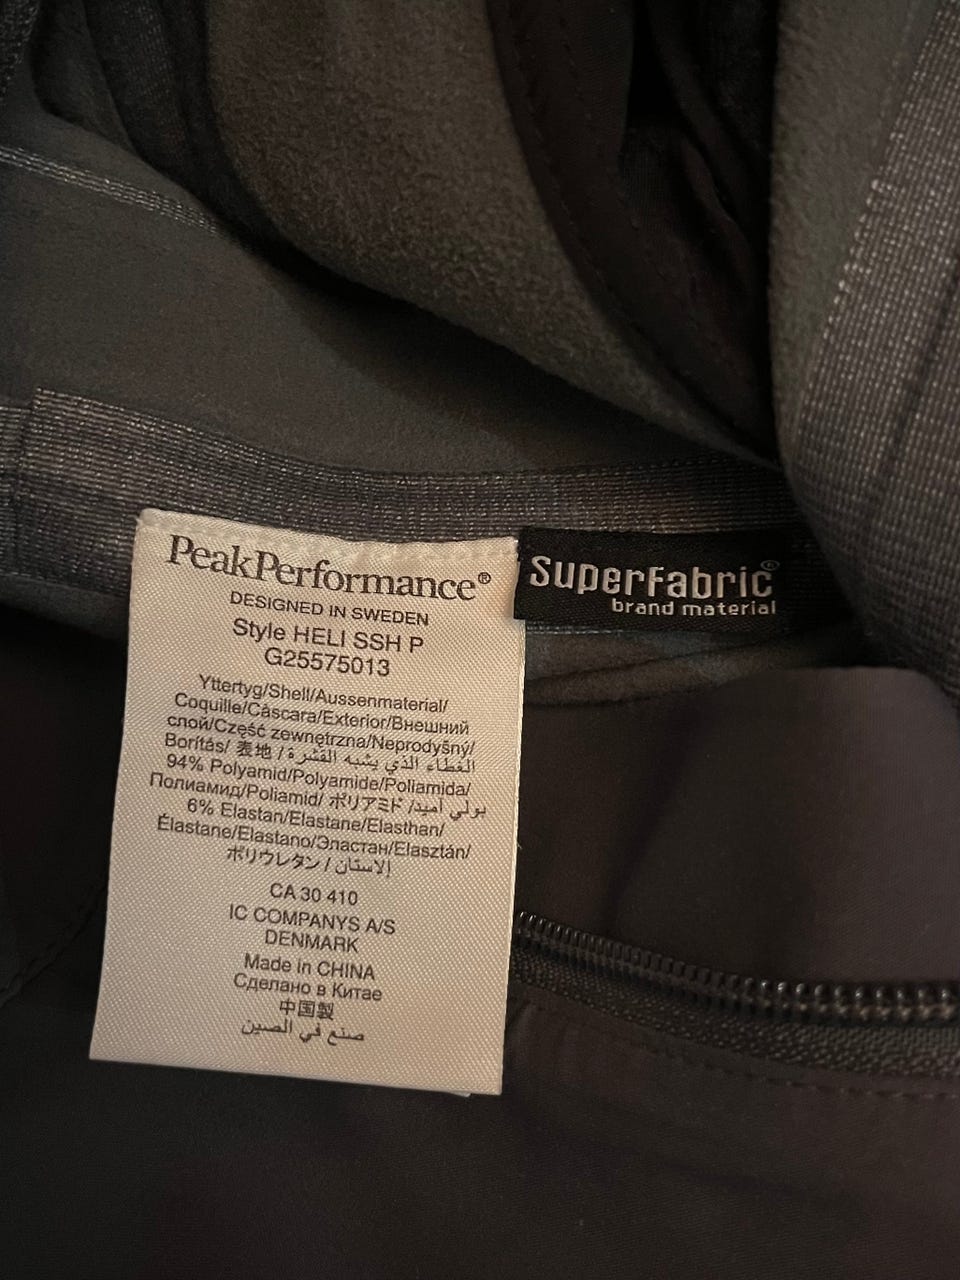 PeakPerformance®
DESIGNED IN SWEDEN
Style HELI SSH P
G25575013
Yttertyg/Shell/Aussenmaterial/
Coquille/Càscara/Exterior/Внешний
слой/Część zewnętrzna/Neprodyšný/
Borítás/ 表地 / الغطاء الذي يشبه القشرة
94% Polyamid/Polyamide/Poliamida/
Полиамид/Poliamid/ ポリアミド /بولي أميد
6% Elastan/Elastane/Elasthan/
Élastane/Elastano/Эластан/Elasztán/
ポリウレタン / الاستان
CA 30 410
IC COMPANYS A/S
DENMARK
Made in CHINA
Сделано в Китае
中国製
صنع في الصين
SuperFabric®
brand material